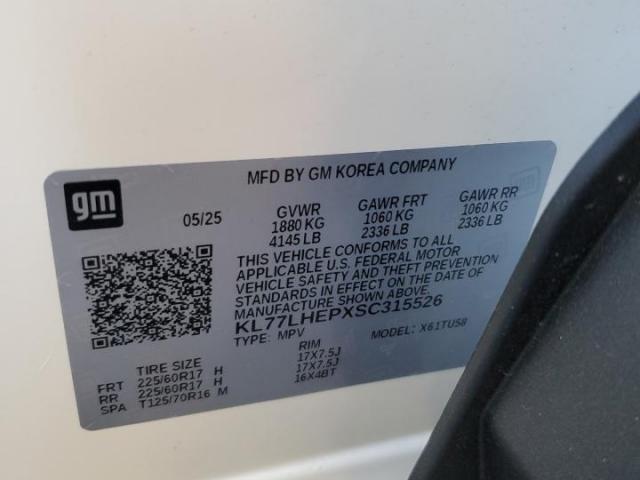 gm
MFD BY GM KOREA COMPANY
05/25 GVWR GAWR FRT GAWR RR
1880 KG 1060 KG 1060 KG
4145 LB 2336 LB 2336 LB
THIS VEHICLE CONFORMS TO ALL
APPLICABLE U.S. FEDERAL MOTOR
VEHICLE SAFETY AND THEFT PREVENTION
STANDARDS IN EFFECT ON THE DATE OF
MANUFACTURE SHOWN ABOVE.
KL77LHEPXSC315526
TYPE: MPV MODEL: X61TU58
TIRE SIZE RIM
FRT 225/60R17 H 17X7.5J
RR 225/60R17 H 17X7.5J
SPA T125/70R16 M 16X4BT